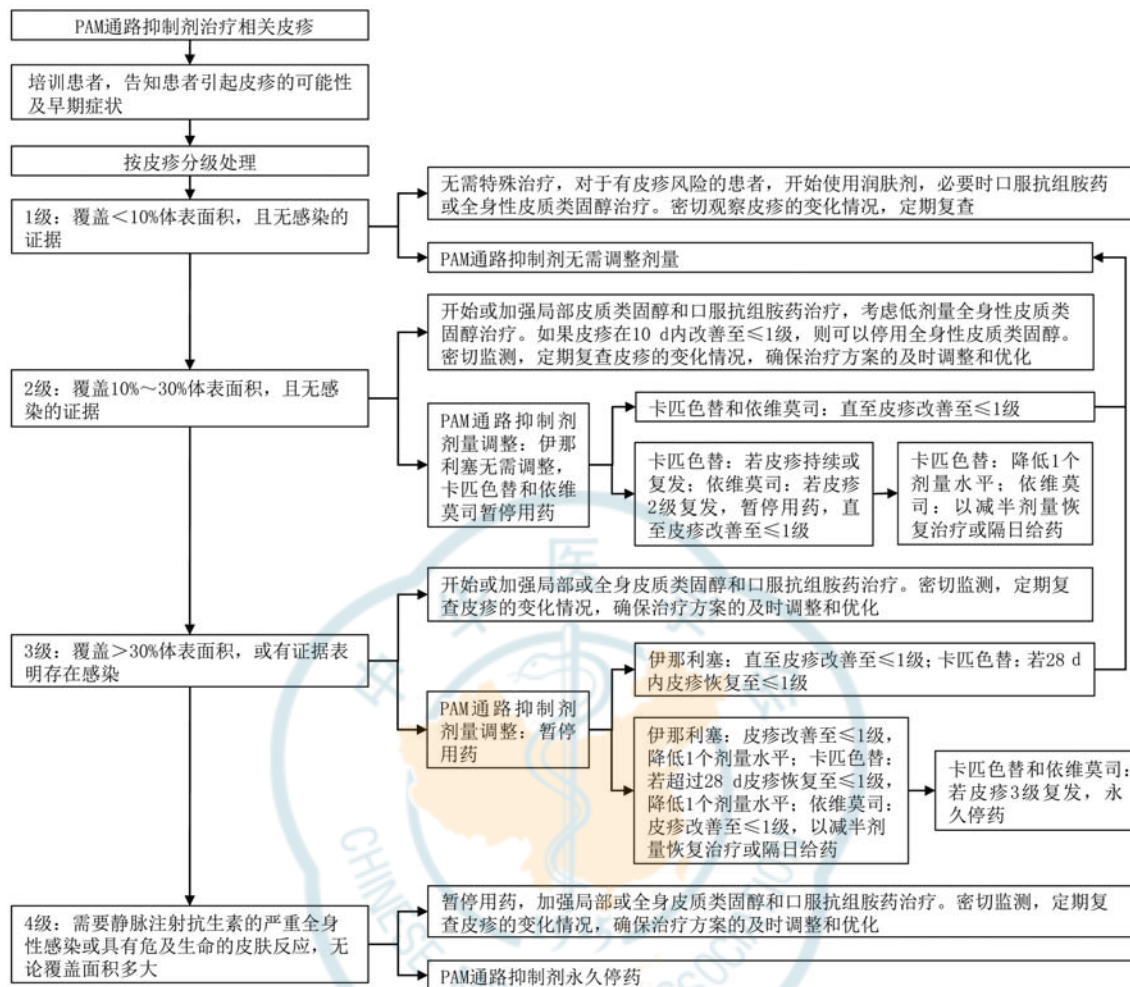 PAM通路抑制剂治疗相关皮疹
培训患者，告知患者引起皮疹的可能性
及早期症状
按皮疹分级处理
1级：覆盖＜10%体表面积，且无感染的
证据
无需特殊治疗，对于有皮疹风险的患者，开始使用润肤剂，必要时口服抗组胺药
或全身性皮质类固醇治疗。密切观察皮疹的变化情况，定期复查
PAM通路抑制剂无需调整剂量
2级：覆盖10%～30%体表面积，且无感
染的证据
开始或加强局部皮质类固醇和口服抗组胺药治疗，考虑低剂量全身性皮质类
固醇治疗。如果皮疹在10 d内改善至≤1级，则可以停用全身性皮质类固醇。
密切监测，定期复查皮疹的变化情况，确保治疗方案的及时调整和优化
PAM通路抑制剂
剂量调整：伊那
利塞无需调整，
卡匹色替和依维
莫司暂停用药
卡匹色替和依维莫司：直至皮疹改善至≤1级
卡匹色替：若皮疹持续或
复发；依维莫司：若皮疹
2级复发，暂停用药，直
至皮疹改善至≤1级
卡匹色替：降低1个
剂量水平；依维莫
司：以减半剂量恢
复治疗或隔日给药
3级：覆盖＞30%体表面积，或有证据表
明存在感染
开始或加强局部或全身皮质类固醇和口服抗组胺药治疗。密切监测，定期复
查皮疹的变化情况，确保治疗方案的及时调整和优化
PAM通路抑制剂
剂量调整：暂停
用药
伊那利塞：直至皮疹改善至≤1级；卡匹色替：若28 d
内皮疹恢复至≤1级
伊那利塞：皮疹改善至≤1级，
降低1个剂量水平；卡匹色替：
若超过28 d皮疹恢复至≤1级，
降低1个剂量水平；依维莫司：
皮疹改善至≤1级，以减半剂
量恢复治疗或隔日给药
卡匹色替和依维莫司：
若皮疹3级复发，永
久停药
4级：需要静脉注射抗生素的严重全身
性感染或具有危及生命的皮肤反应，无
论覆盖面积多大
暂停用药，加强局部或全身皮质类固醇和口服抗组胺药治疗。密切监测，定期复
查皮疹的变化情况，确保治疗方案的及时调整和优化
PAM通路抑制剂永久停药
中华医学会
CHINESE
ASSOCIATION